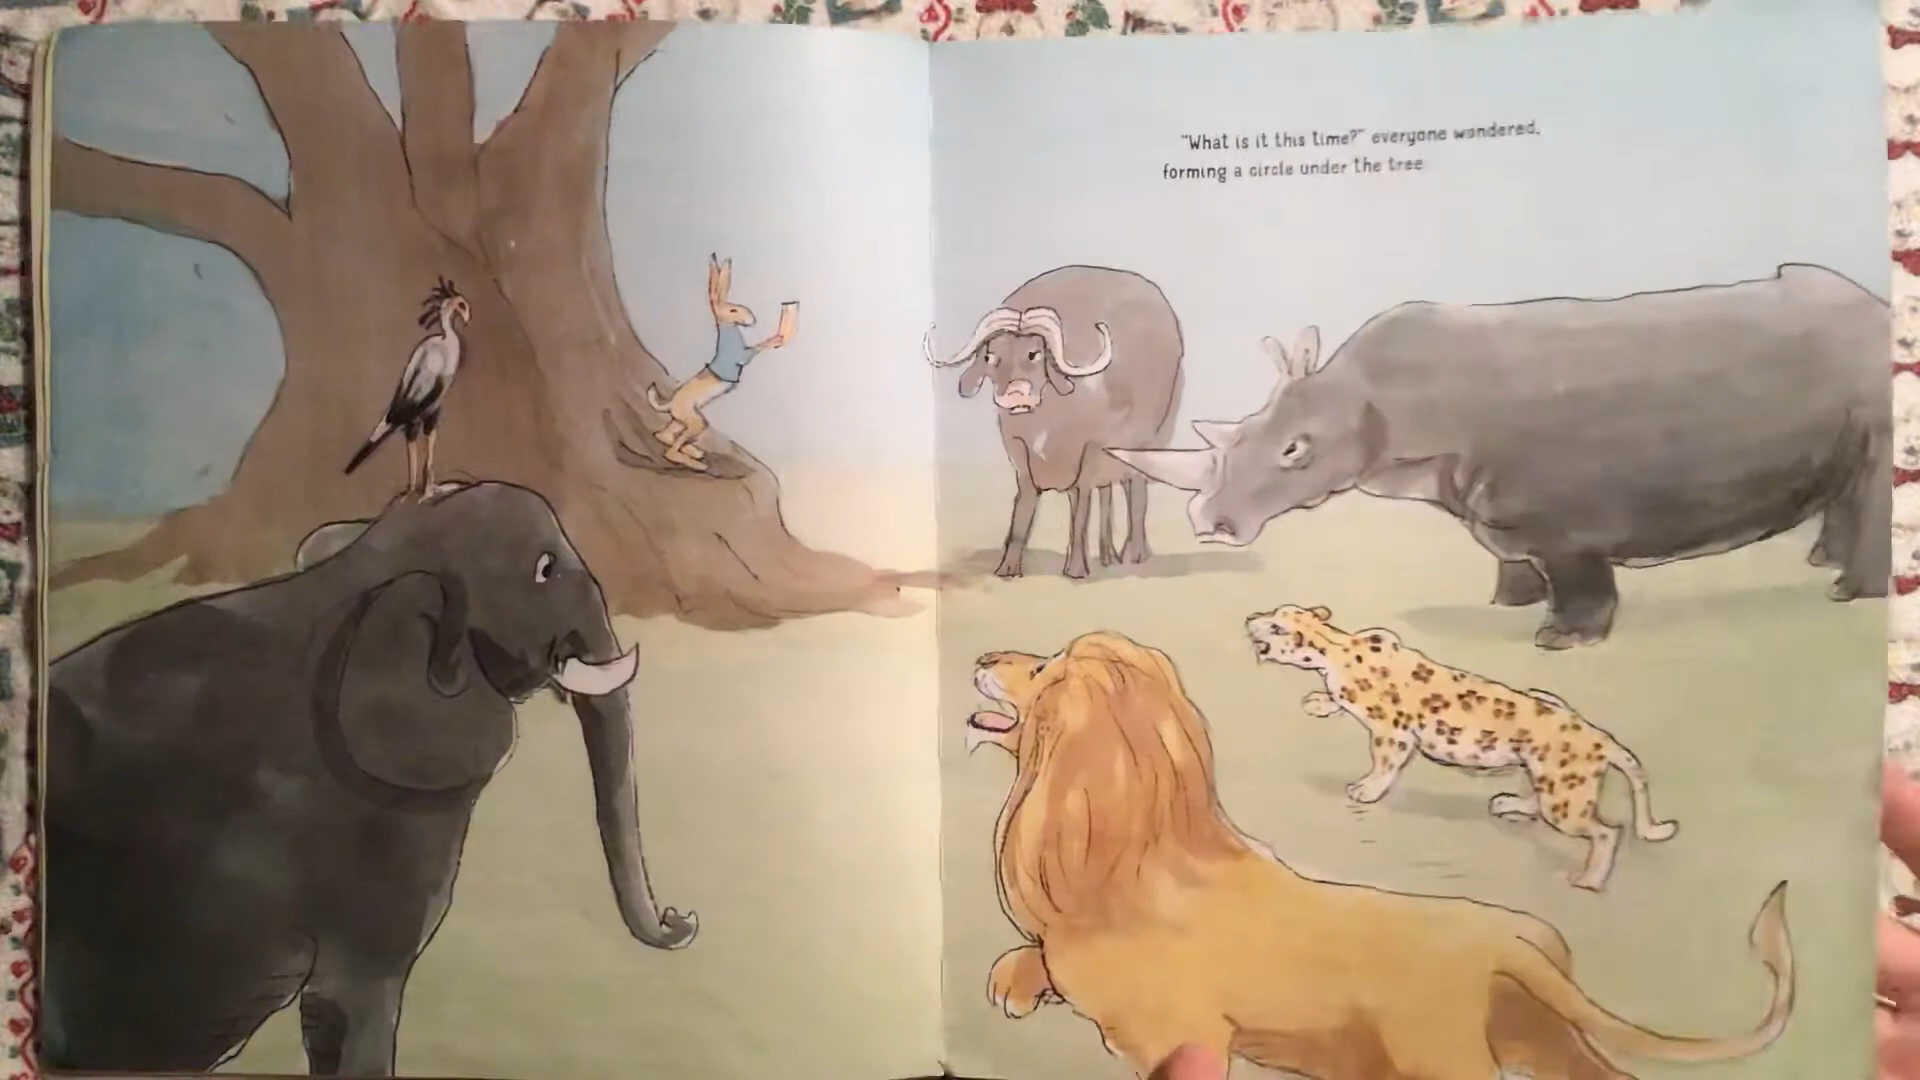 "What is it this time?" everyone wondered,
forming a circle under the tree.